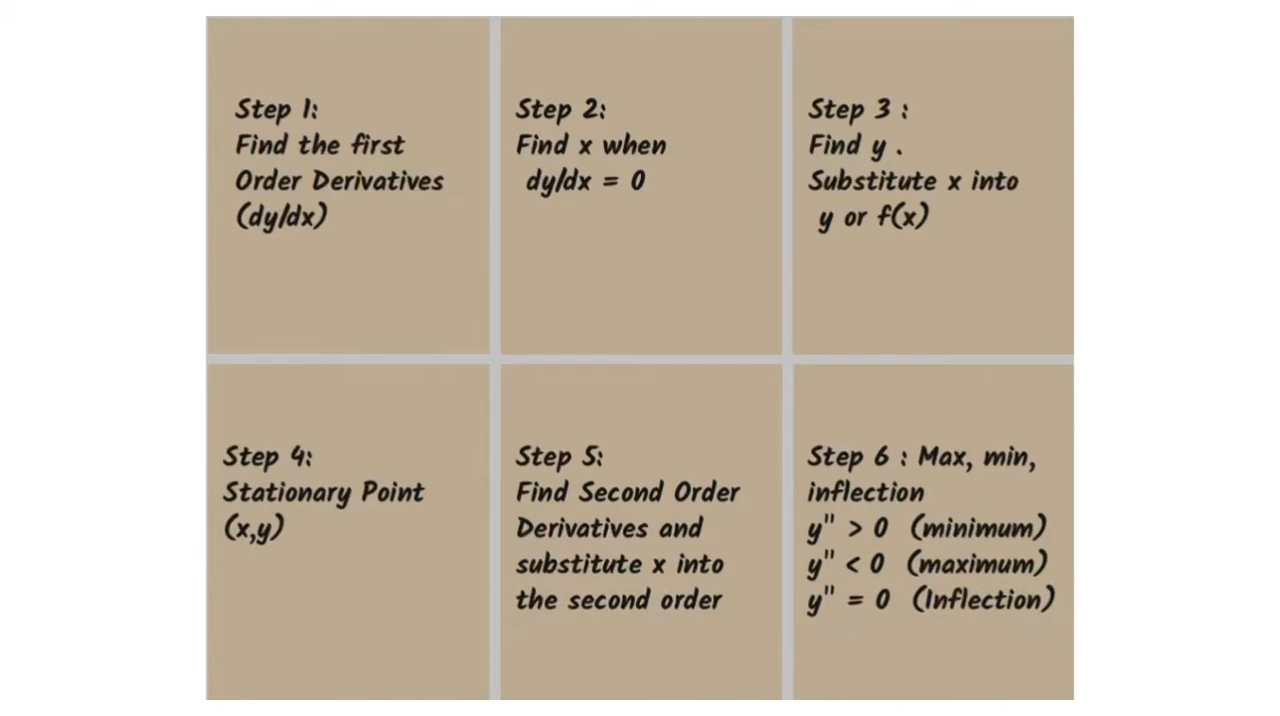 Step 1:
Find the first
Order Derivatives
(dy/dx)
Step 2:
Find x when
dy/dx = 0
Step 3 :
Find y .
Substitute x into
y or f(x)
Step 4:
Stationary Point
(x,y)
Step 5:
Find Second Order
Derivatives and
substitute x into
the second order
Step 6 : Max, min,
inflection
y" > 0 (minimum)
y" < 0 (maximum)
y" = 0 (Inflection)